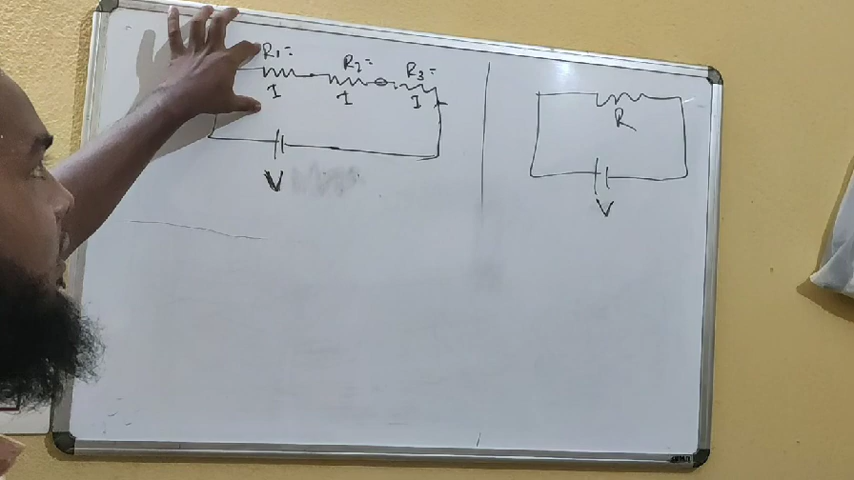 R₁=
R₂=
R₃=
I
I
I
V
R
V